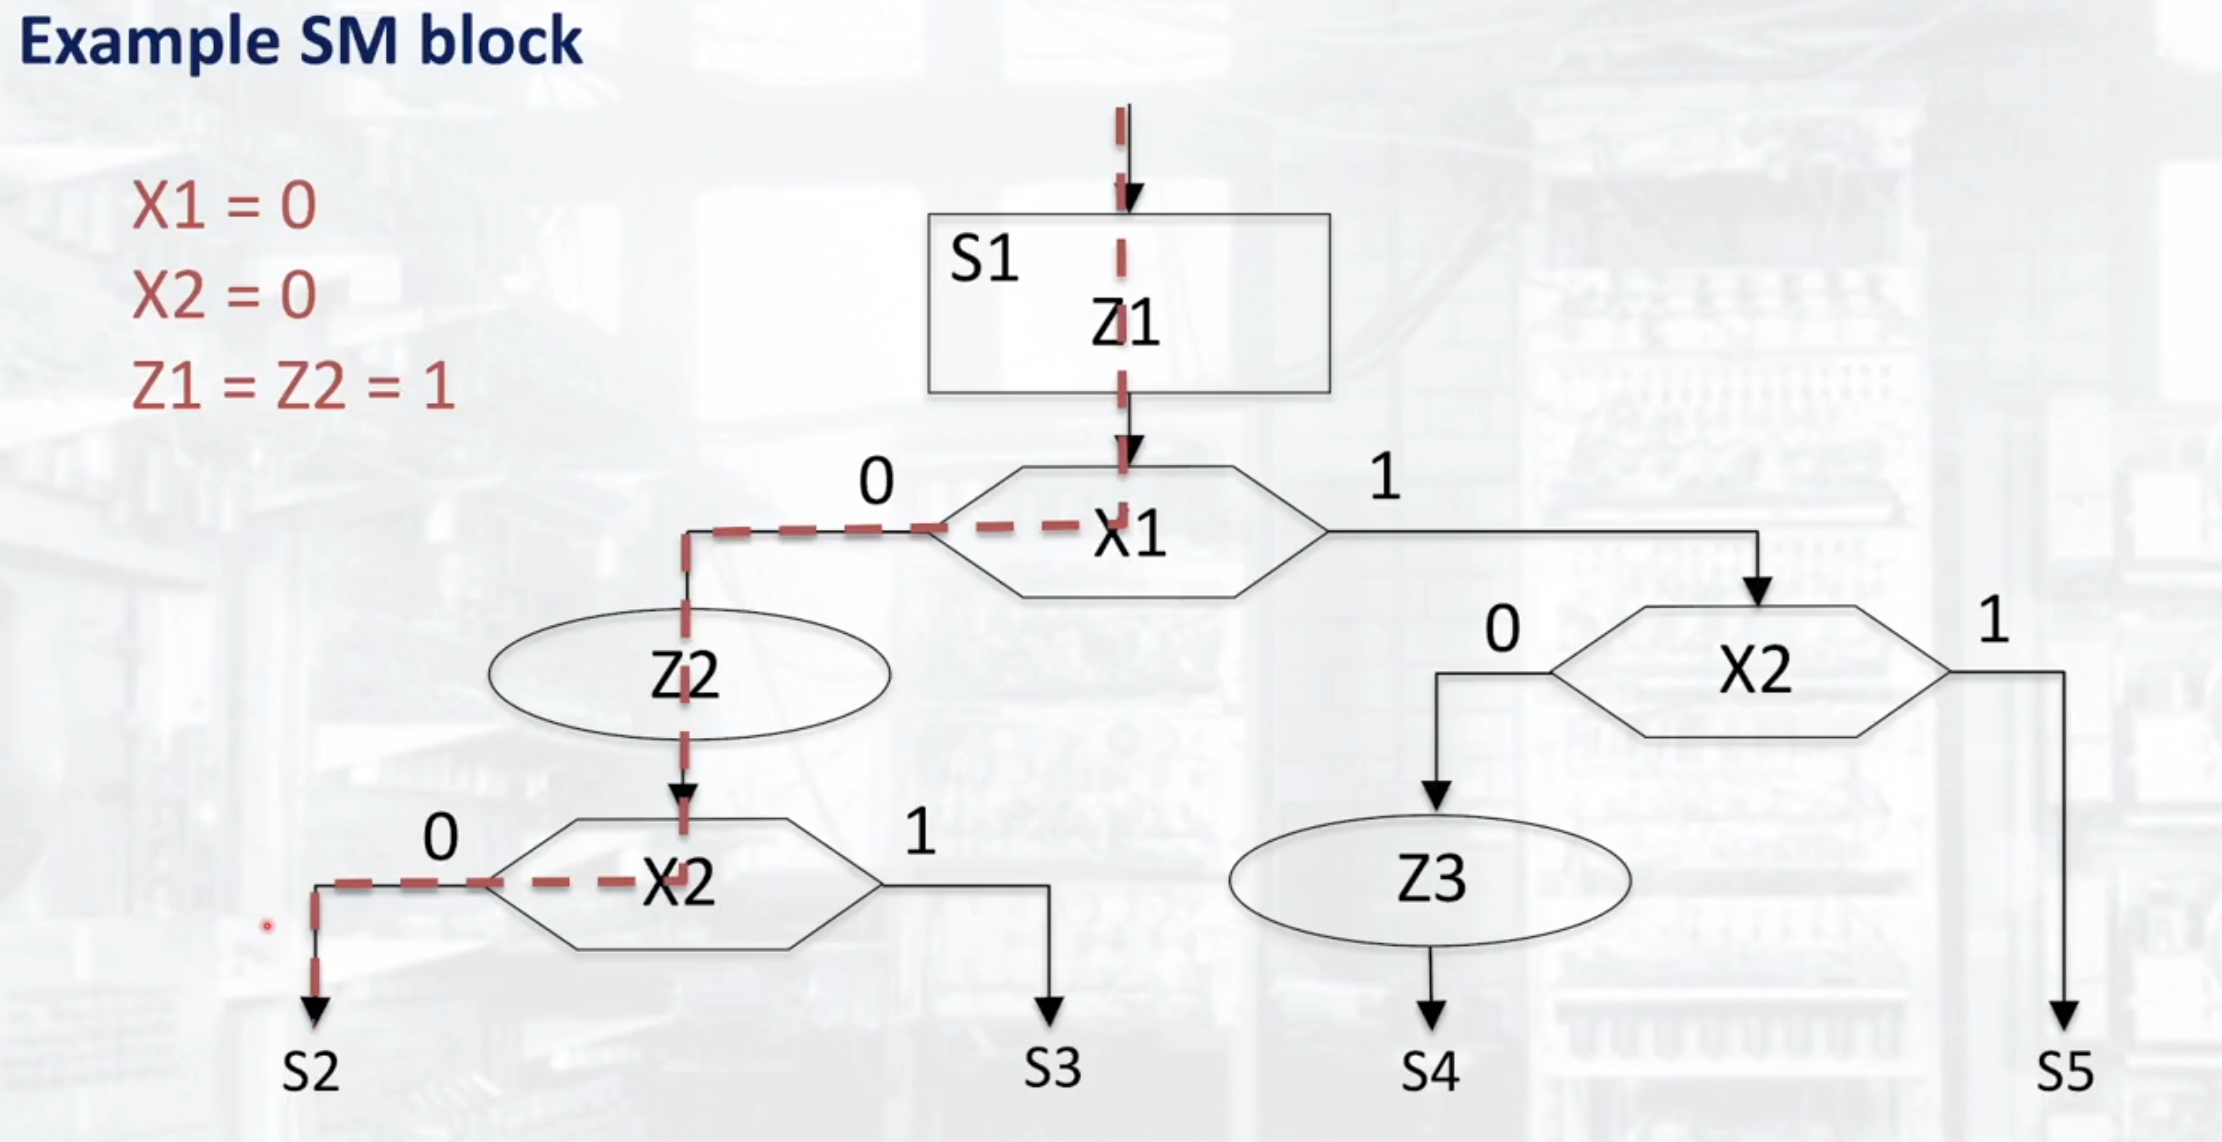 Example SM block
X1 = 0
X2 = 0
Z1 = Z2 = 1
S1
Z1
0
X1
1
Z2
0
X2
1
0
X2
1
Z3
S2
S3
S4
S5